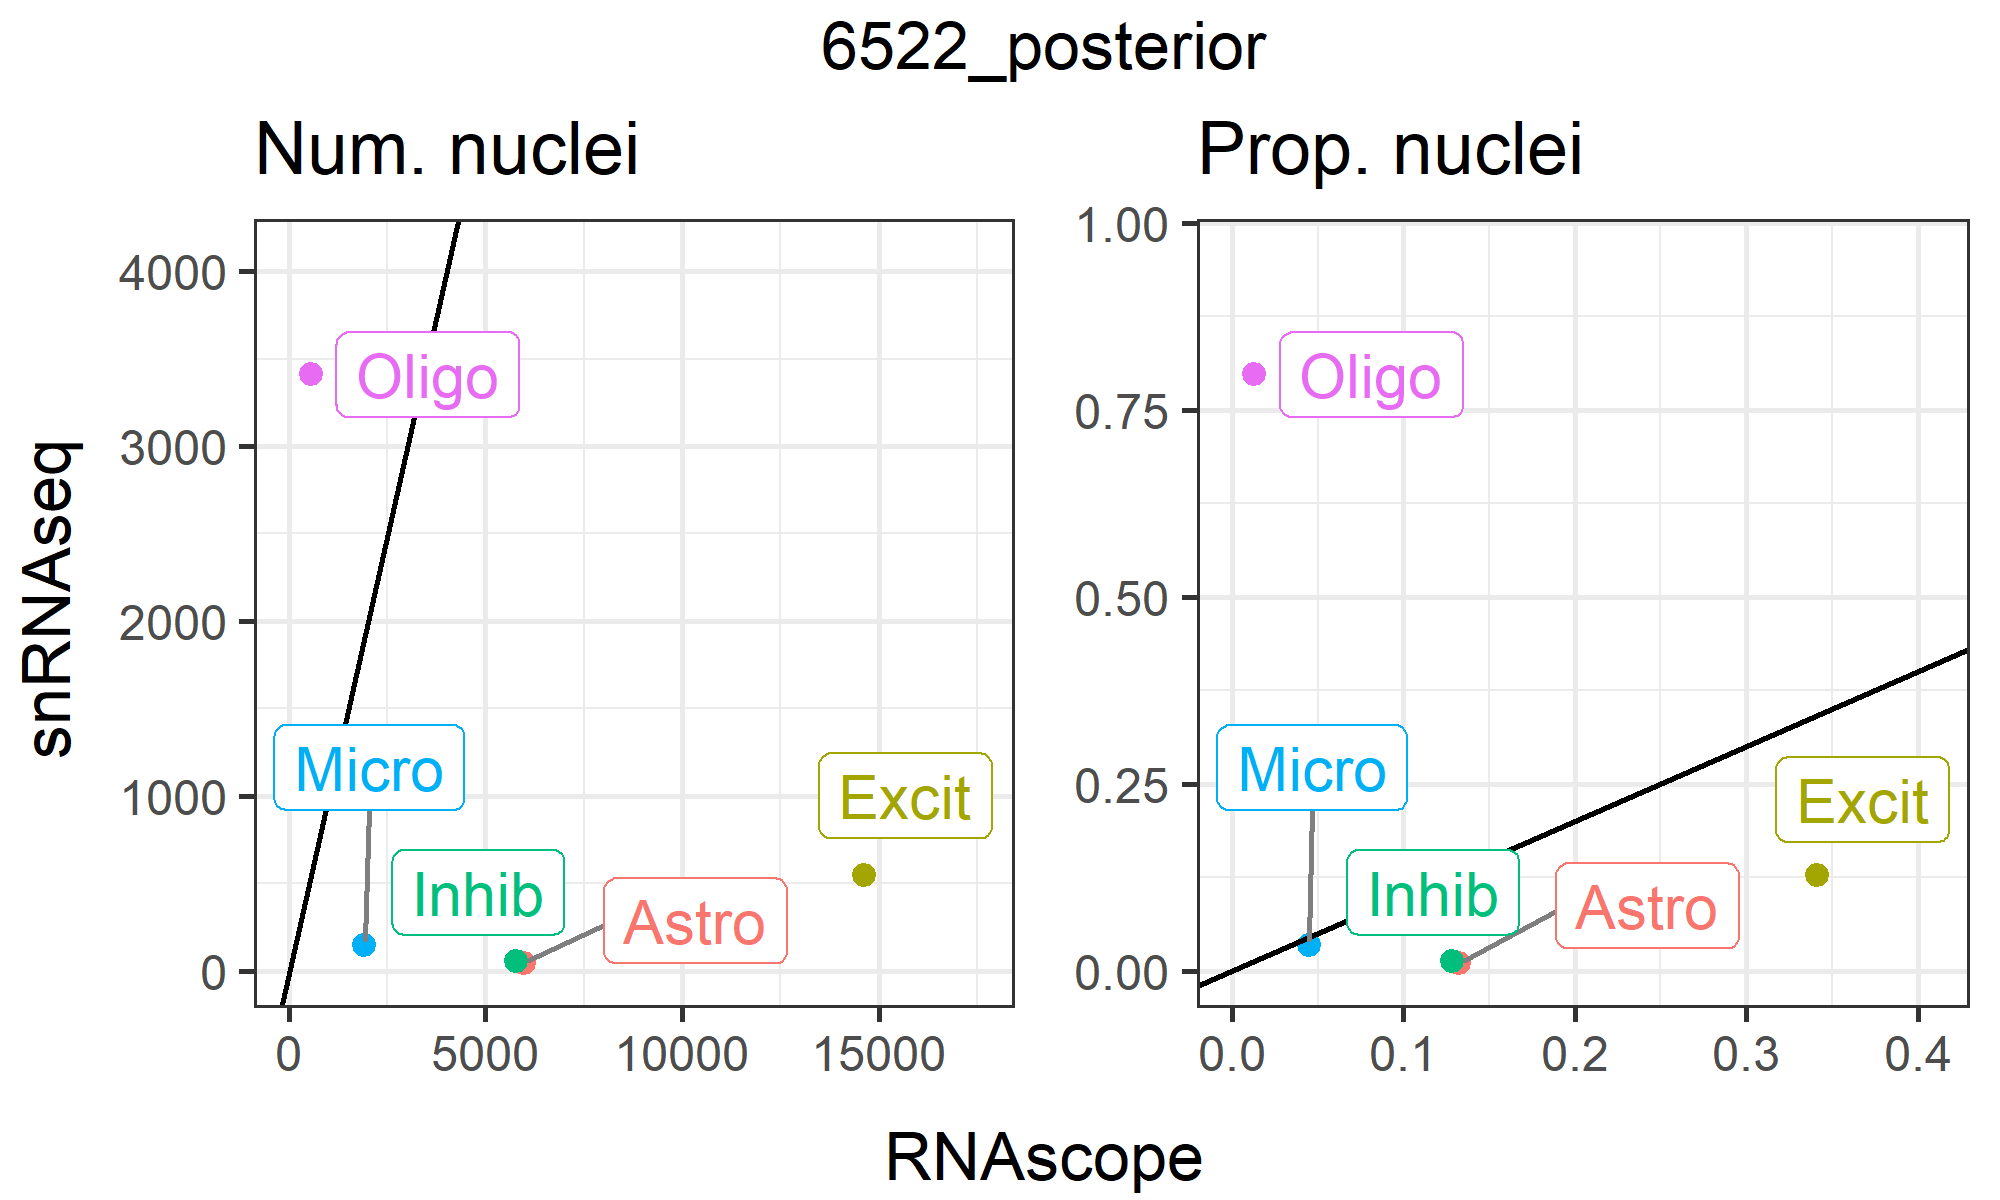 6522_posterior
Num. nuclei
Prop. nuclei
snRNAseq
4000
3000
2000
1000
0
Oligo
Micro
Inhib
Astro
Excit
0
5000
10000
15000
1.00
0.75
0.50
0.25
0.00
Oligo
Micro
Inhib
Astro
Excit
0.0
0.1
0.2
0.3
0.4
RNAscope